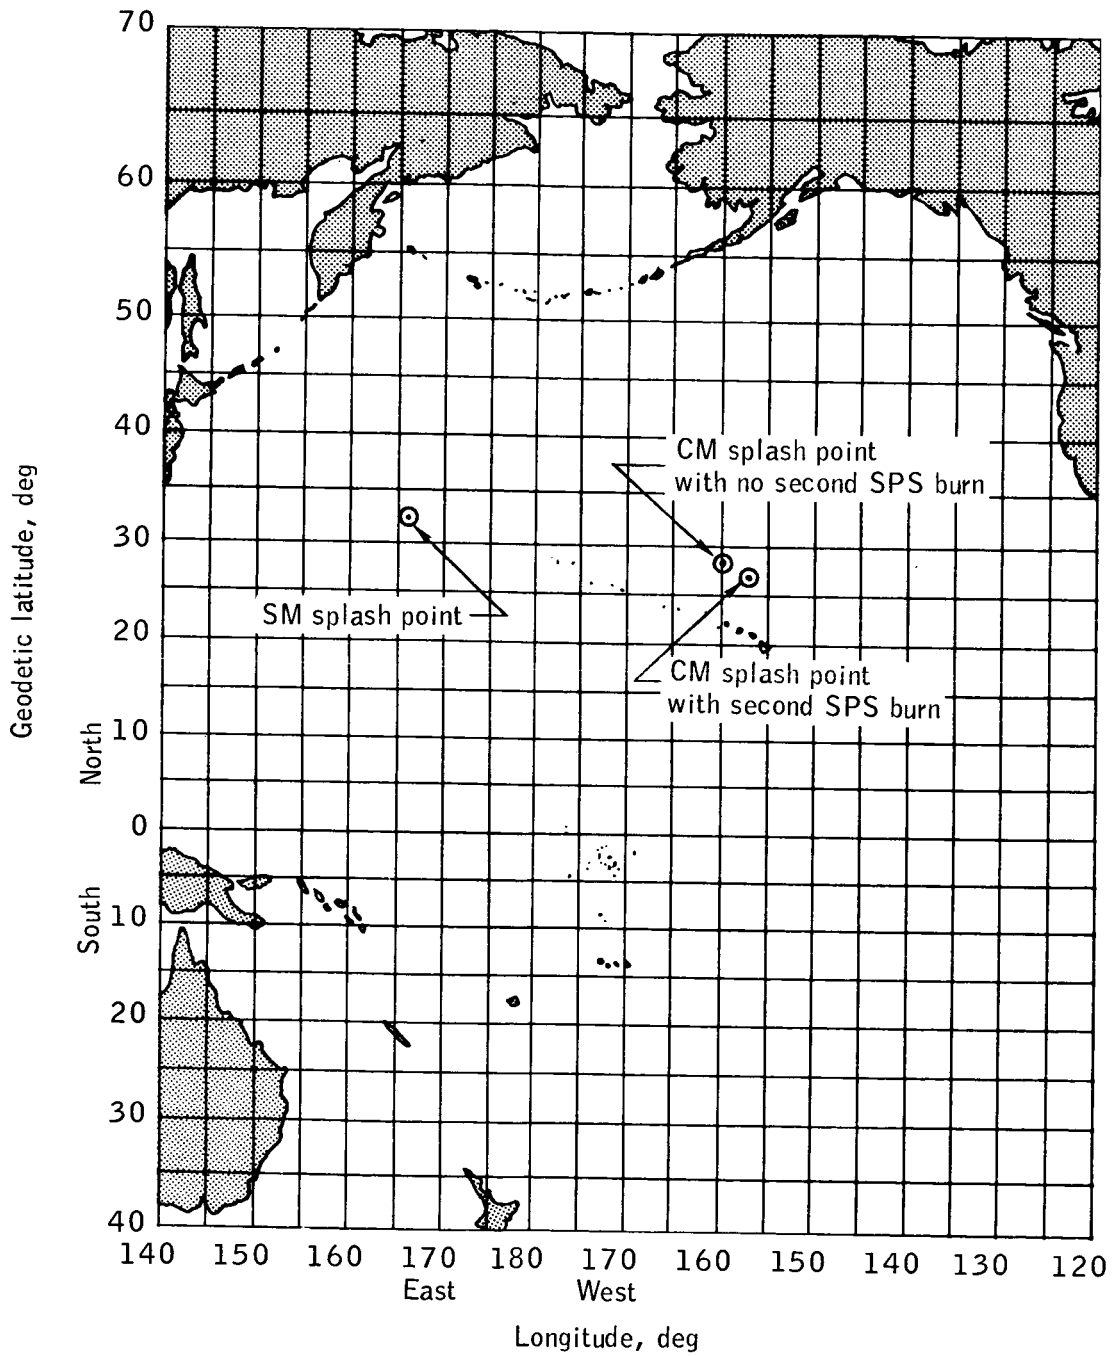 70
60
50
40
30
20
10
0
10
20
30
40
Geodetic latitude, deg
North
South
CM splash point
with no second SPS burn
SM splash point
CM splash point
with second SPS burn
140 150 160 170 180 170 160 150 140 130 120
East West
Longitude, deg